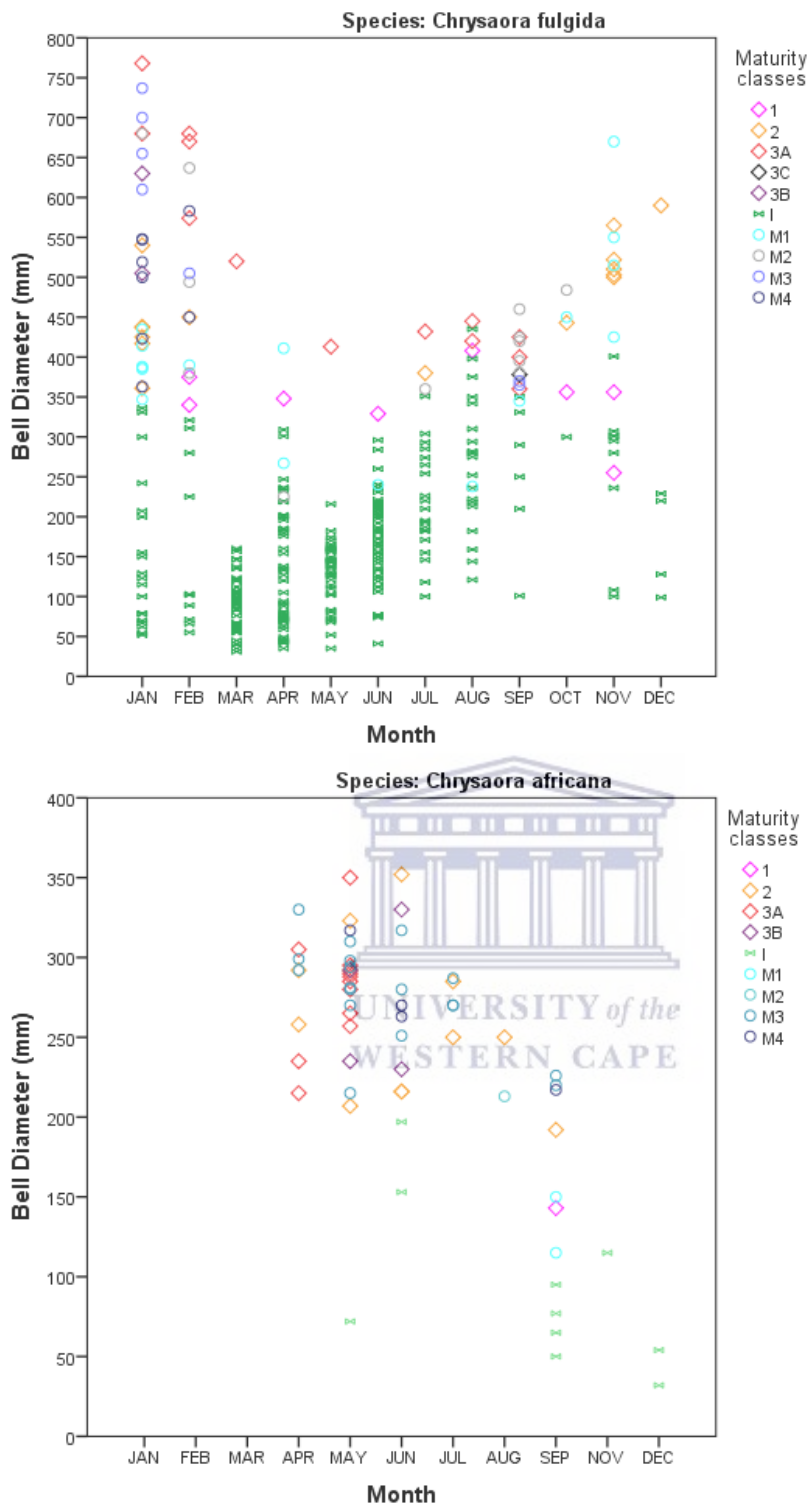 Species: Chrysaora fulgida
800
750
700
650
600
550
500
450
400
350
300
250
200
150
100
50
0
Bell Diameter (mm)
JAN FEB MAR APR MAY JUN JUL AUG SEP OCT NOV DEC
Month
Maturity
classes
1
2
3A
3C
3B
I
M1
M2
M3
M4
Species: Chrysaora africana
400
350
300
250
200
150
100
50
0
Bell Diameter (mm)
JAN FEB MAR APR MAY JUN JUL AUG SEP NOV DEC
Month
Maturity
classes
1
2
3A
3B
I
M1
M2
M3
M4
UNIVERSITY of the
WESTERN CAPE